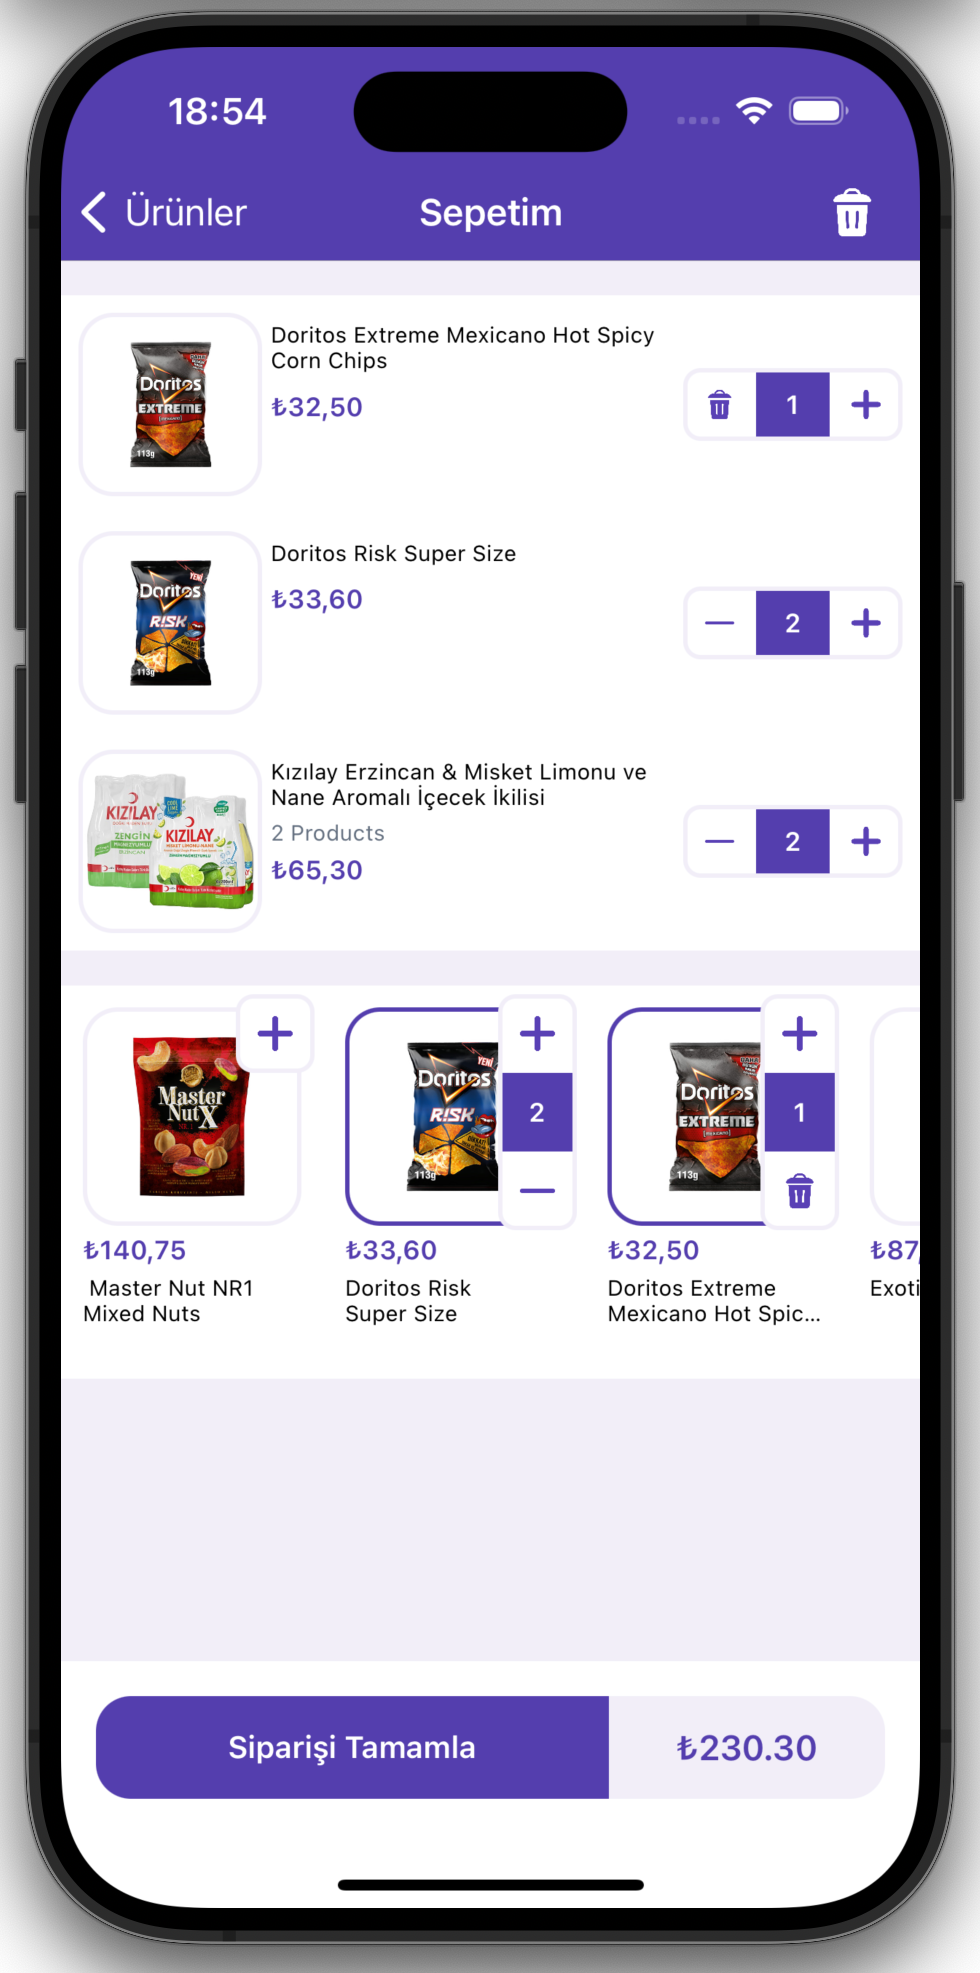 18:54
Ürünler
Sepetim
Doritos Extreme Mexicano Hot Spicy
Corn Chips
₺32,50
1
Doritos
EXTREME
113g
Doritos Risk Super Size
₺33,60
2
YENİ
Doritos
RISK
113g
Kızılay Erzincan & Misket Limonu ve
Nane Aromalı İçecek İkilisi
2 Products
₺65,30
2
KIZILAY
ZENGİN
KIZILAY
Master
Nut X
YENİ
Doritos
RISK
113g
2
Doritos
EXTREME
113g
1
₺140,75
Master Nut NR1
Mixed Nuts
₺33,60
Doritos Risk
Super Size
₺32,50
Doritos Extreme
Mexicano Hot Spic...
₺87,
Exoti
Siparişi Tamamla
₺230.30